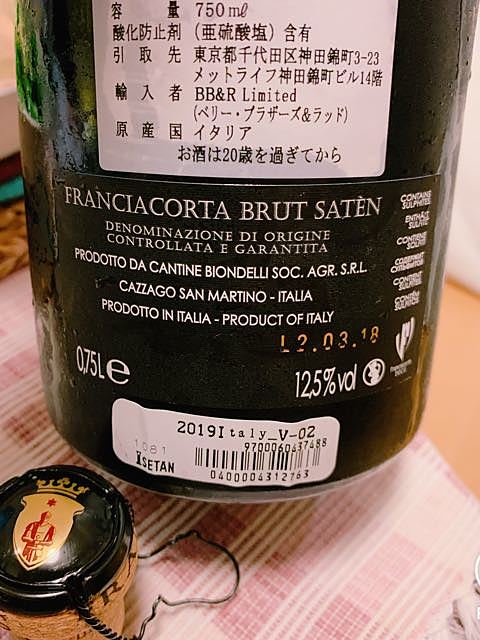 容 量 750mℓ
酸化防止剤 (亜硫酸塩) 含有
引取先 東京都千代田区神田錦町3-23
メットライフ神田錦町ビル14階
輸入者 BB&R Limited
(ベリー・ブラザーズ&ラッド)
原産国 イタリア
お酒は20歳を過ぎてから
FRANCIACORTA BRUT SATÈN
DENOMINAZIONE DI ORIGINE
CONTROLLATA E GARANTITA
PRODOTTO DA CANTINE BIONDELLI SOC. AGR. S.R.L.
CAZZAGO SAN MARTINO - ITALIA
PRODOTTO IN ITALIA - PRODUCT OF ITALY
CONTAINS
SULPHITES
ENTHÄLT
SULFITE
CONTIENE
SOLFITI
L2.03.18
0,75L e
12,5% vol
2019Italy_V-02
9700060437488
1081
ISETAN
0400004312763